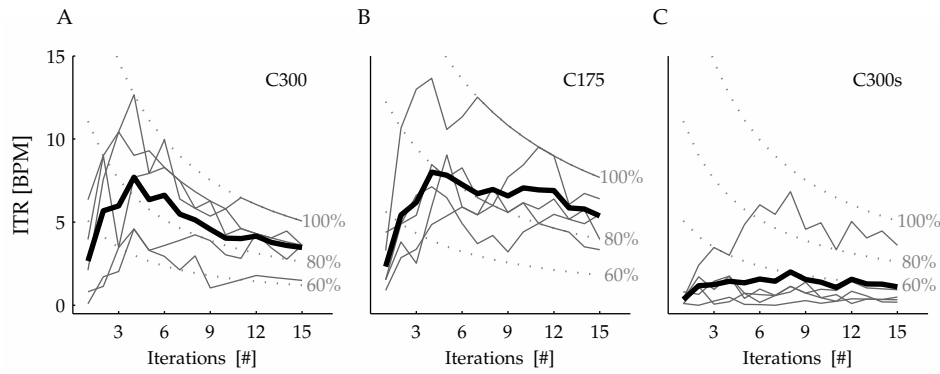 A B C
15 C300 C175 C300s
10
ITR [BPM]
5
0
100%
80%
60%
100%
80%
60%
100%
80%
60%
3 6 9 12 15 3 6 9 12 15 3 6 9 12 15
Iterations [#] Iterations [#] Iterations [#]